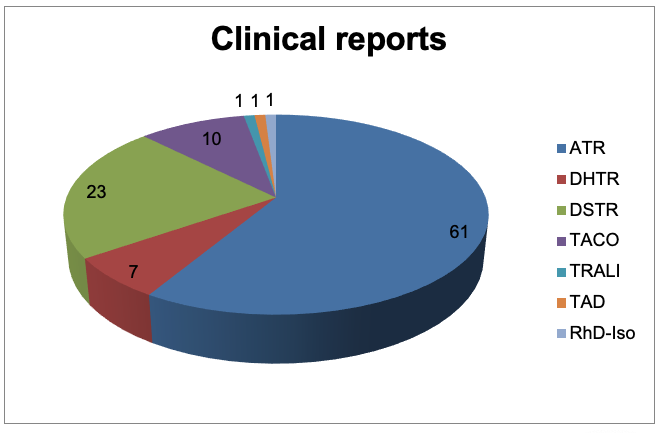 Clinical reports
1 1 1
10
23
61
7
ATR
DHTR
DSTR
TACO
TRALI
TAD
RhD-Iso